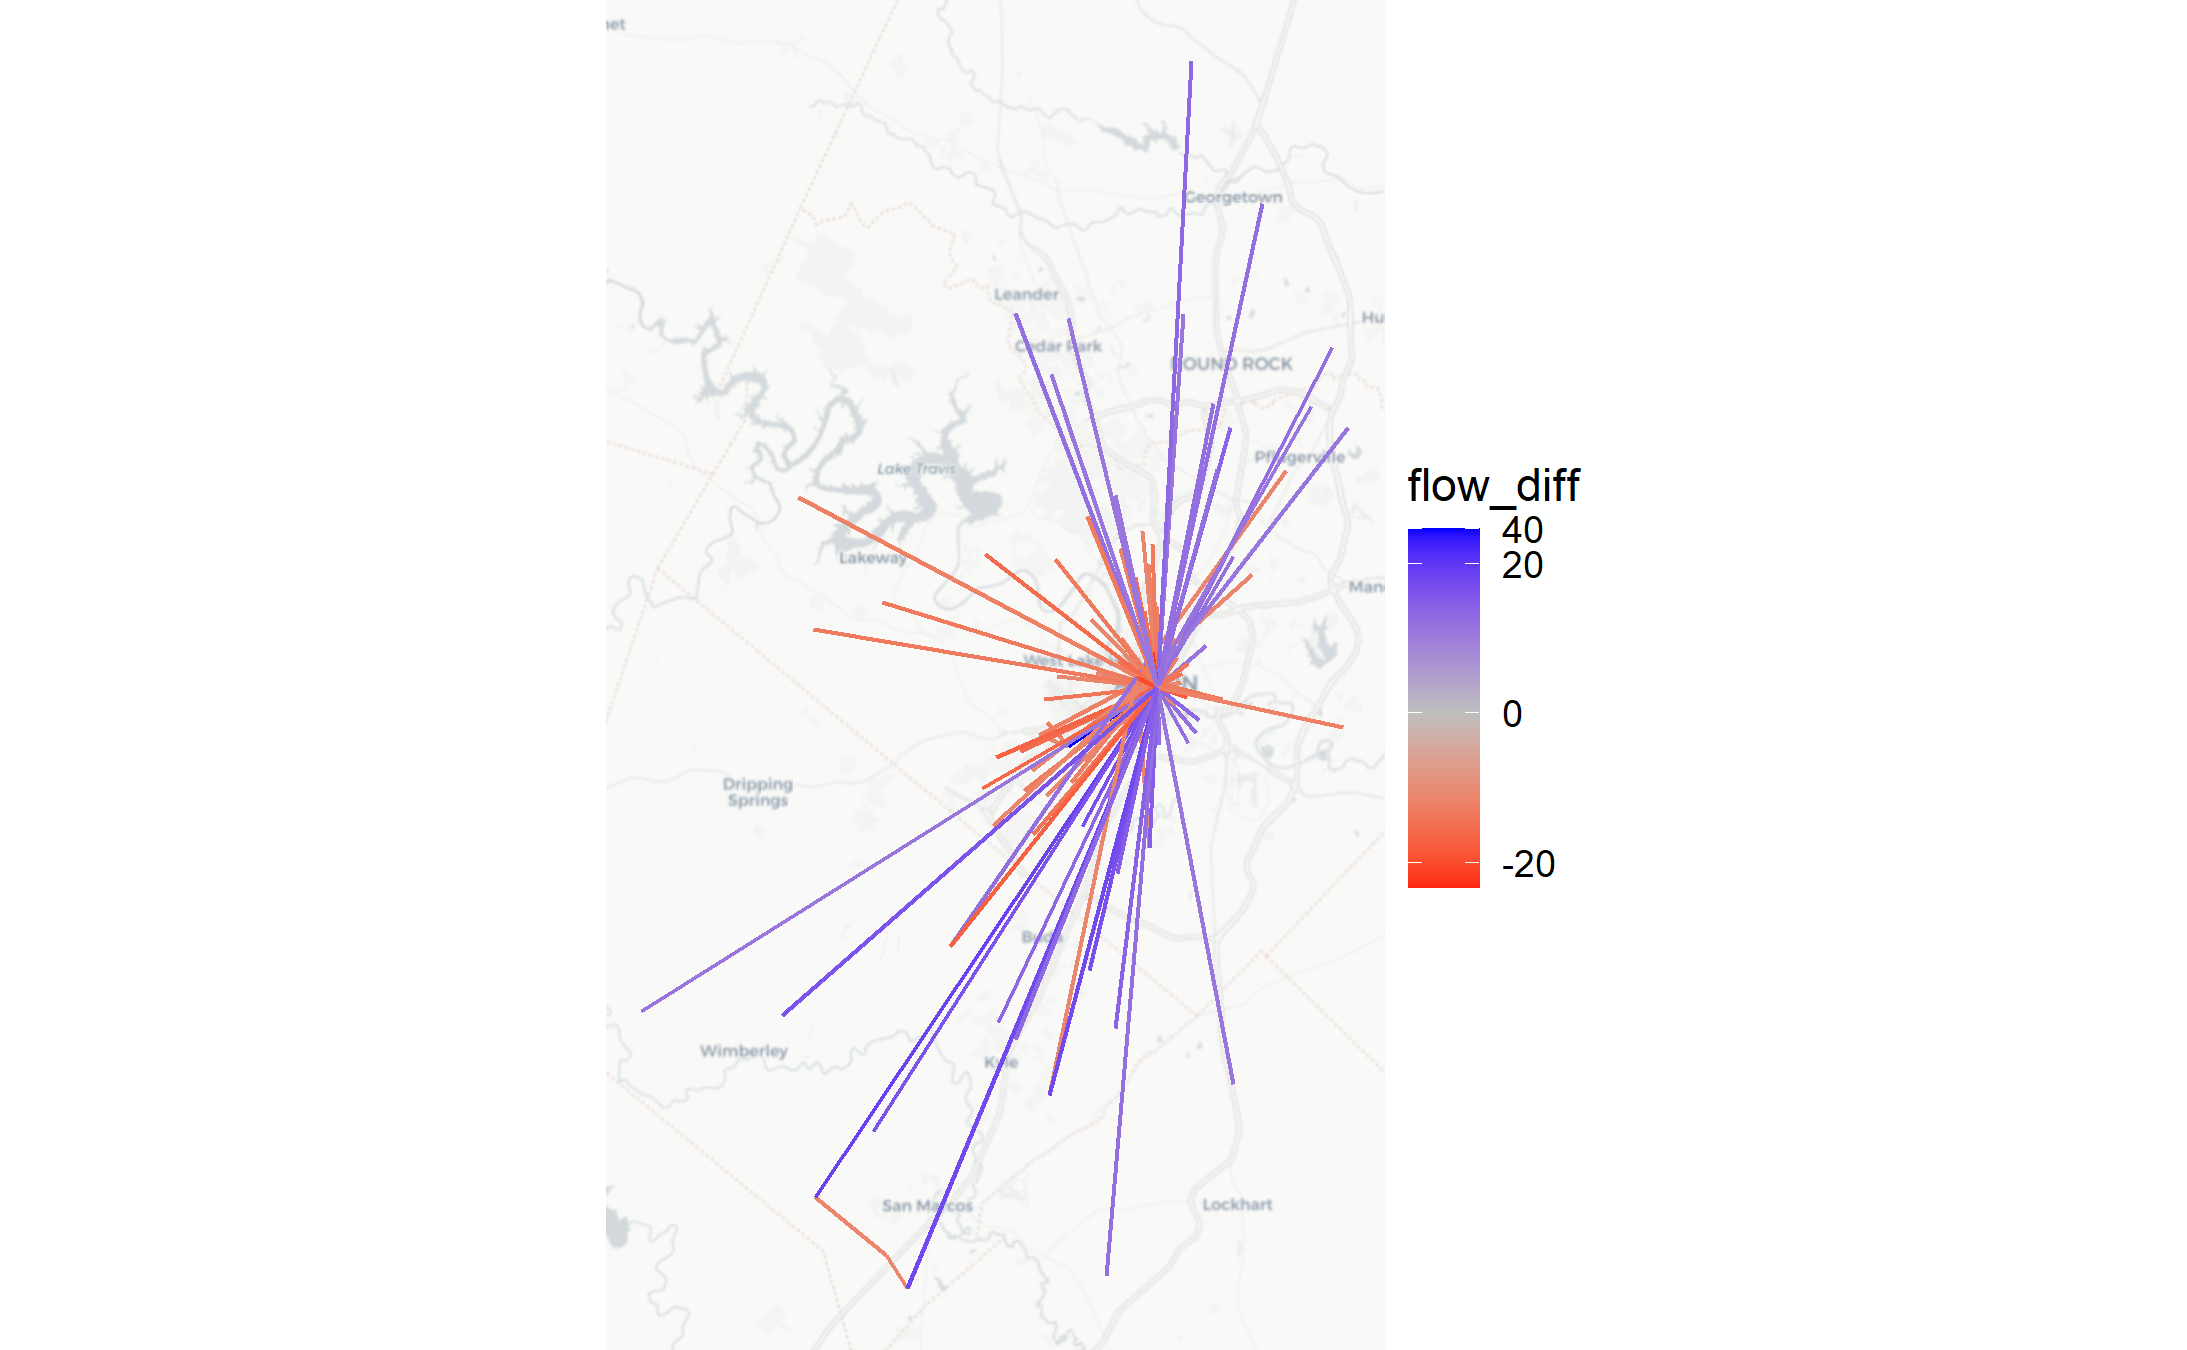 Georgetown
Leander
Hu
Cedar Park
ROUND ROCK
Pflugerville
Lake Travis
Lakeway
flow_diff
40
20
0
-20
Man
West Lake
N
Dripping
Springs
Buda
Wimberley
Kyle
San Marcos
Lockhart